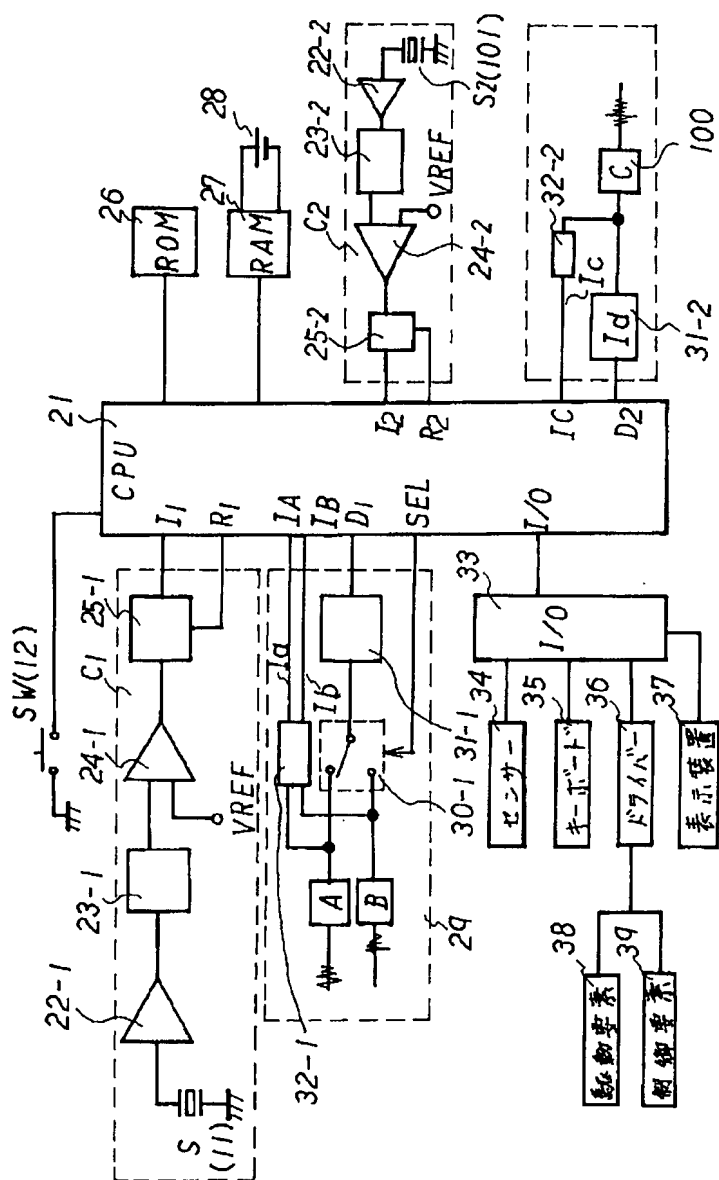 SW(12)
21
CPU
26
ROM
27
RAM
28
22-1
23-1
24-1
C1
25-1
I1
R1
VREF
S
(11)
32-1
Ia
Ib
IA
IB
D1
SEL
A
B
30-1
31-1
29
I2
R2
25-2
C2
24-2
23-2
22-2
VREF
S2(101)
IC
D2
Ic
32-2
Id
31-2
C
100
I/O
33
I/O
34
センサー
35
キーボード
36
ドライバー
37
表示装置
38
駆動要素
39
制御要素